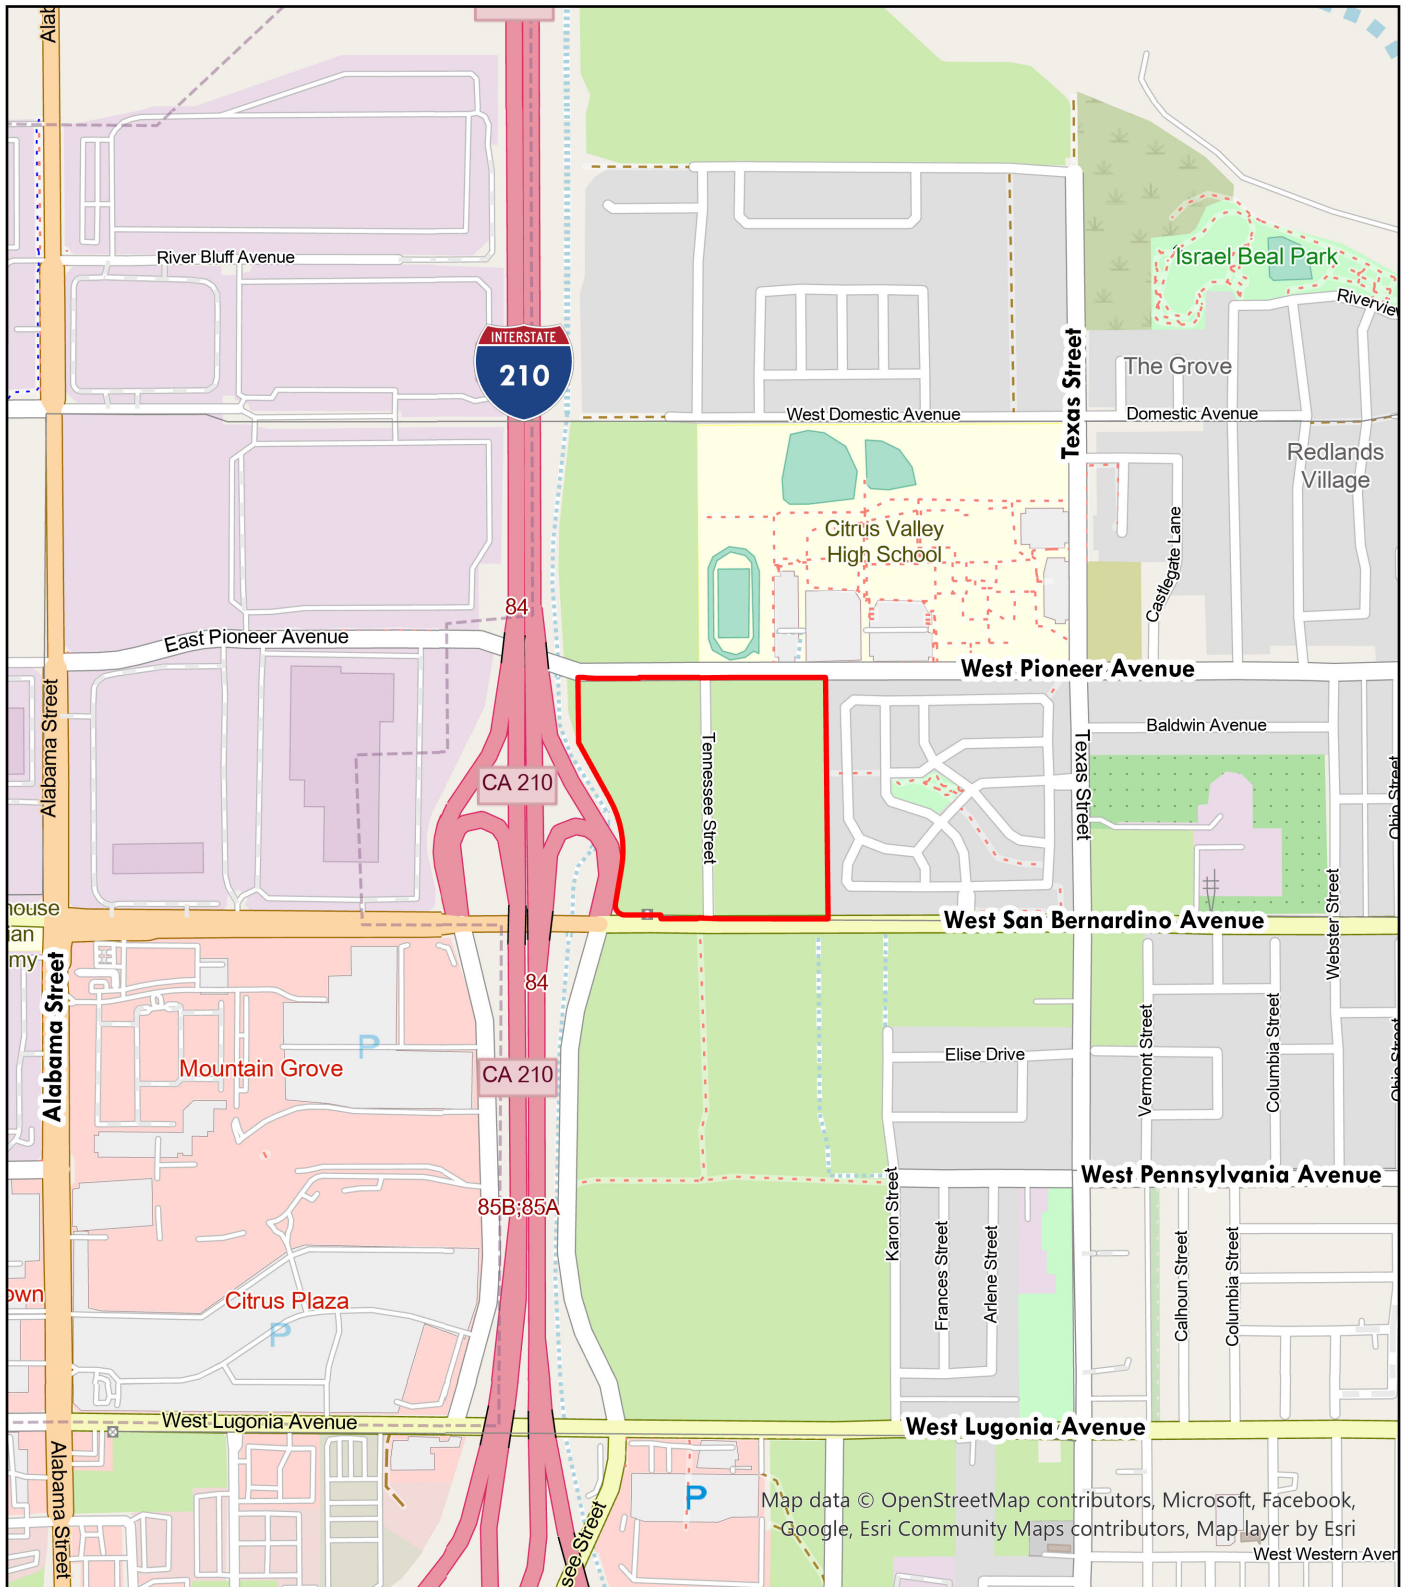 Alab
River Bluff Avenue
Israel Beal Park
INTERSTATE
210
Texas Street
The Grove
West Domestic Avenue
Domestic Avenue
Redlands
Village
Citrus Valley
High School
Castlegate Lane
84
East Pioneer Avenue
West Pioneer Avenue
Alabama Street
Tennessee Street
Baldwin Avenue
Texas Street
CA 210
Ohio Street
Webster Street
West San Bernardino Avenue
Alabama Street
84
Mountain Grove
P
CA 210
Elise Drive
Vermont Street
Columbia Street
Ohio Street
West Pennsylvania Avenue
85B;85A
Karon Street
Frances Street
Arlene Street
Calhoun Street
Columbia Street
Citrus Plaza
P
West Lugonia Avenue
West Lugonia Avenue
Alabama Street
see Street
P
Map data © OpenStreetMap contributors, Microsoft, Facebook,
Google, Esri Community Maps contributors, Map layer by Esri
West Western Aven